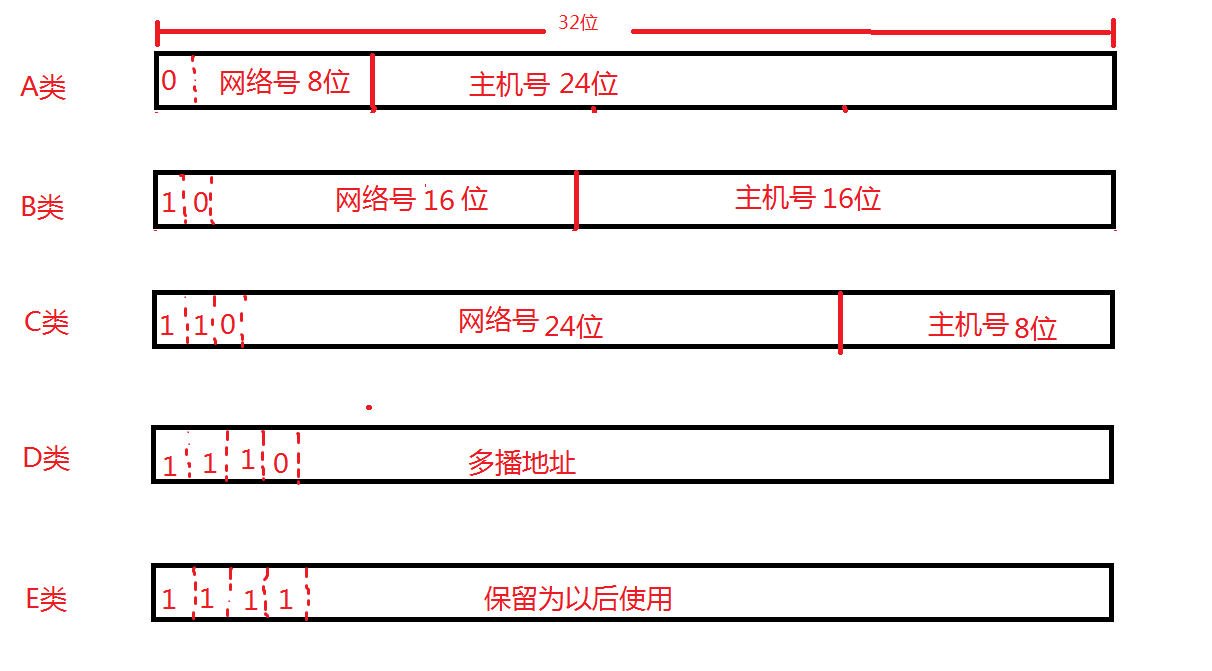 32位
A类 0 网络号 8位 主机号 24位
B类 1 0 网络号 16 位 主机号 16位
C类 1 1 0 网络号 24位 主机号 8位
D类 1 1 1 0 多播地址
E类 1 1 1 1 保留为以后使用